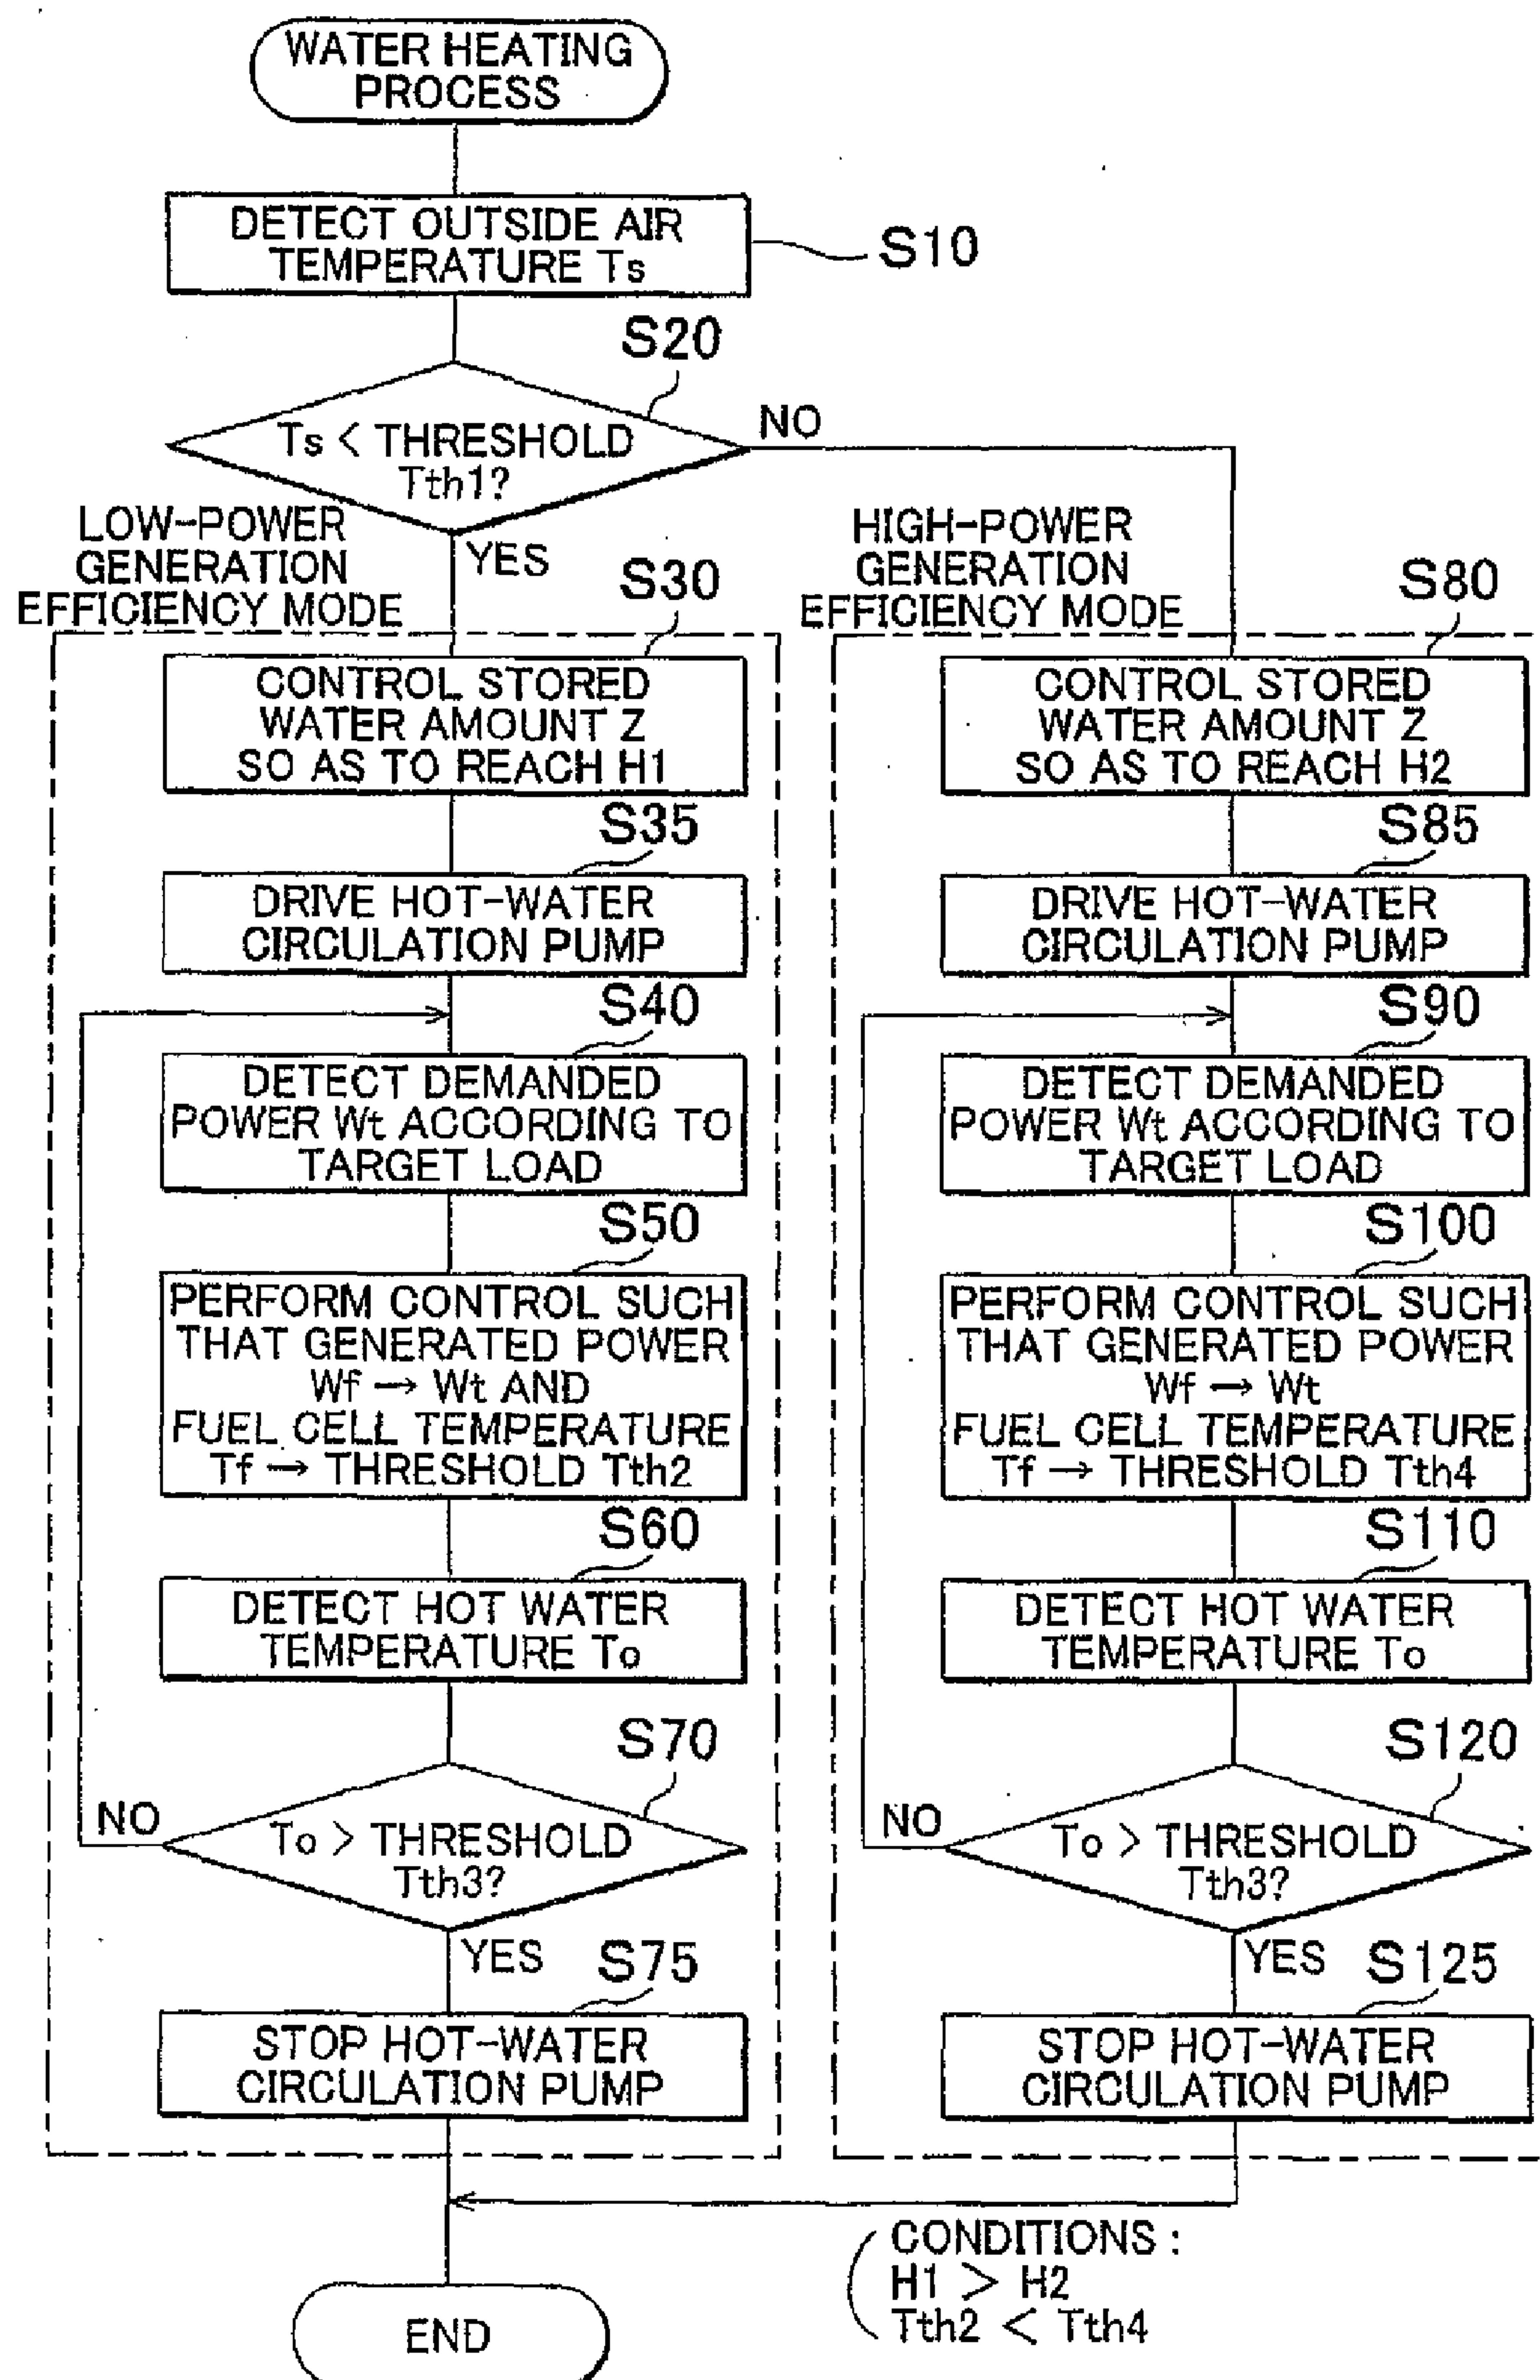 WATER HEATING
PROCESS
DETECT OUTSIDE AIR
TEMPERATURE Ts
S10
S20
Ts < THRESHOLD
Tth1?
NO
YES
LOW-POWER
GENERATION
EFFICIENCY MODE
S30
CONTROL STORED
WATER AMOUNT Z
SO AS TO REACH H1
S35
DRIVE HOT-WATER
CIRCULATION PUMP
S40
DETECT DEMANDED
POWER Wt ACCORDING TO
TARGET LOAD
S50
PERFORM CONTROL SUCH
THAT GENERATED POWER
Wf → Wt AND
FUEL CELL TEMPERATURE
Tf → THRESHOLD Tth2
S60
DETECT HOT WATER
TEMPERATURE To
S70
To > THRESHOLD
Tth3?
NO
YES
S75
STOP HOT-WATER
CIRCULATION PUMP
HIGH-POWER
GENERATION
EFFICIENCY MODE
S80
CONTROL STORED
WATER AMOUNT Z
SO AS TO REACH H2
S85
DRIVE HOT-WATER
CIRCULATION PUMP
S90
DETECT DEMANDED
POWER Wt ACCORDING TO
TARGET LOAD
S100
PERFORM CONTROL SUCH
THAT GENERATED POWER
Wf → Wt
FUEL CELL TEMPERATURE
Tf → THRESHOLD Tth4
S110
DETECT HOT WATER
TEMPERATURE To
S120
To > THRESHOLD
Tth3?
NO
YES
S125
STOP HOT-WATER
CIRCULATION PUMP
CONDITIONS :
H1 > H2
Tth2 < Tth4
END